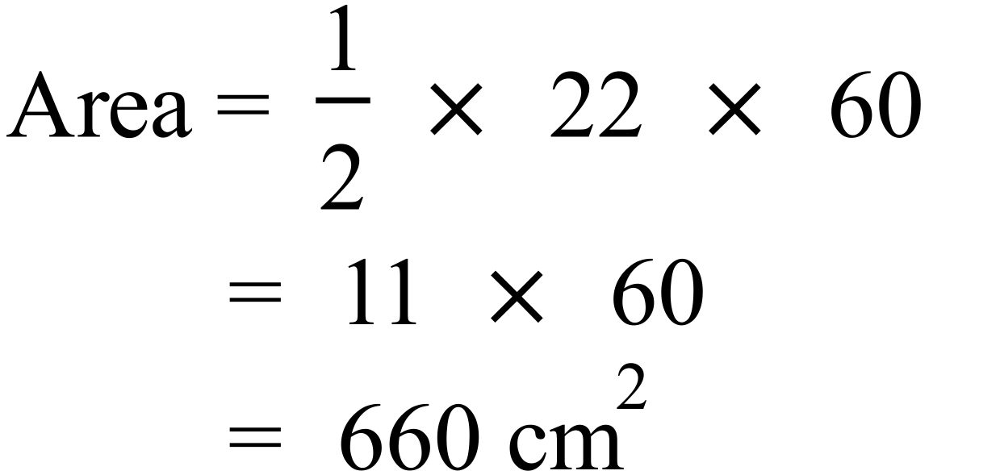 Area = 1/2 × 22 × 60
= 11 × 60
= 660 cm²